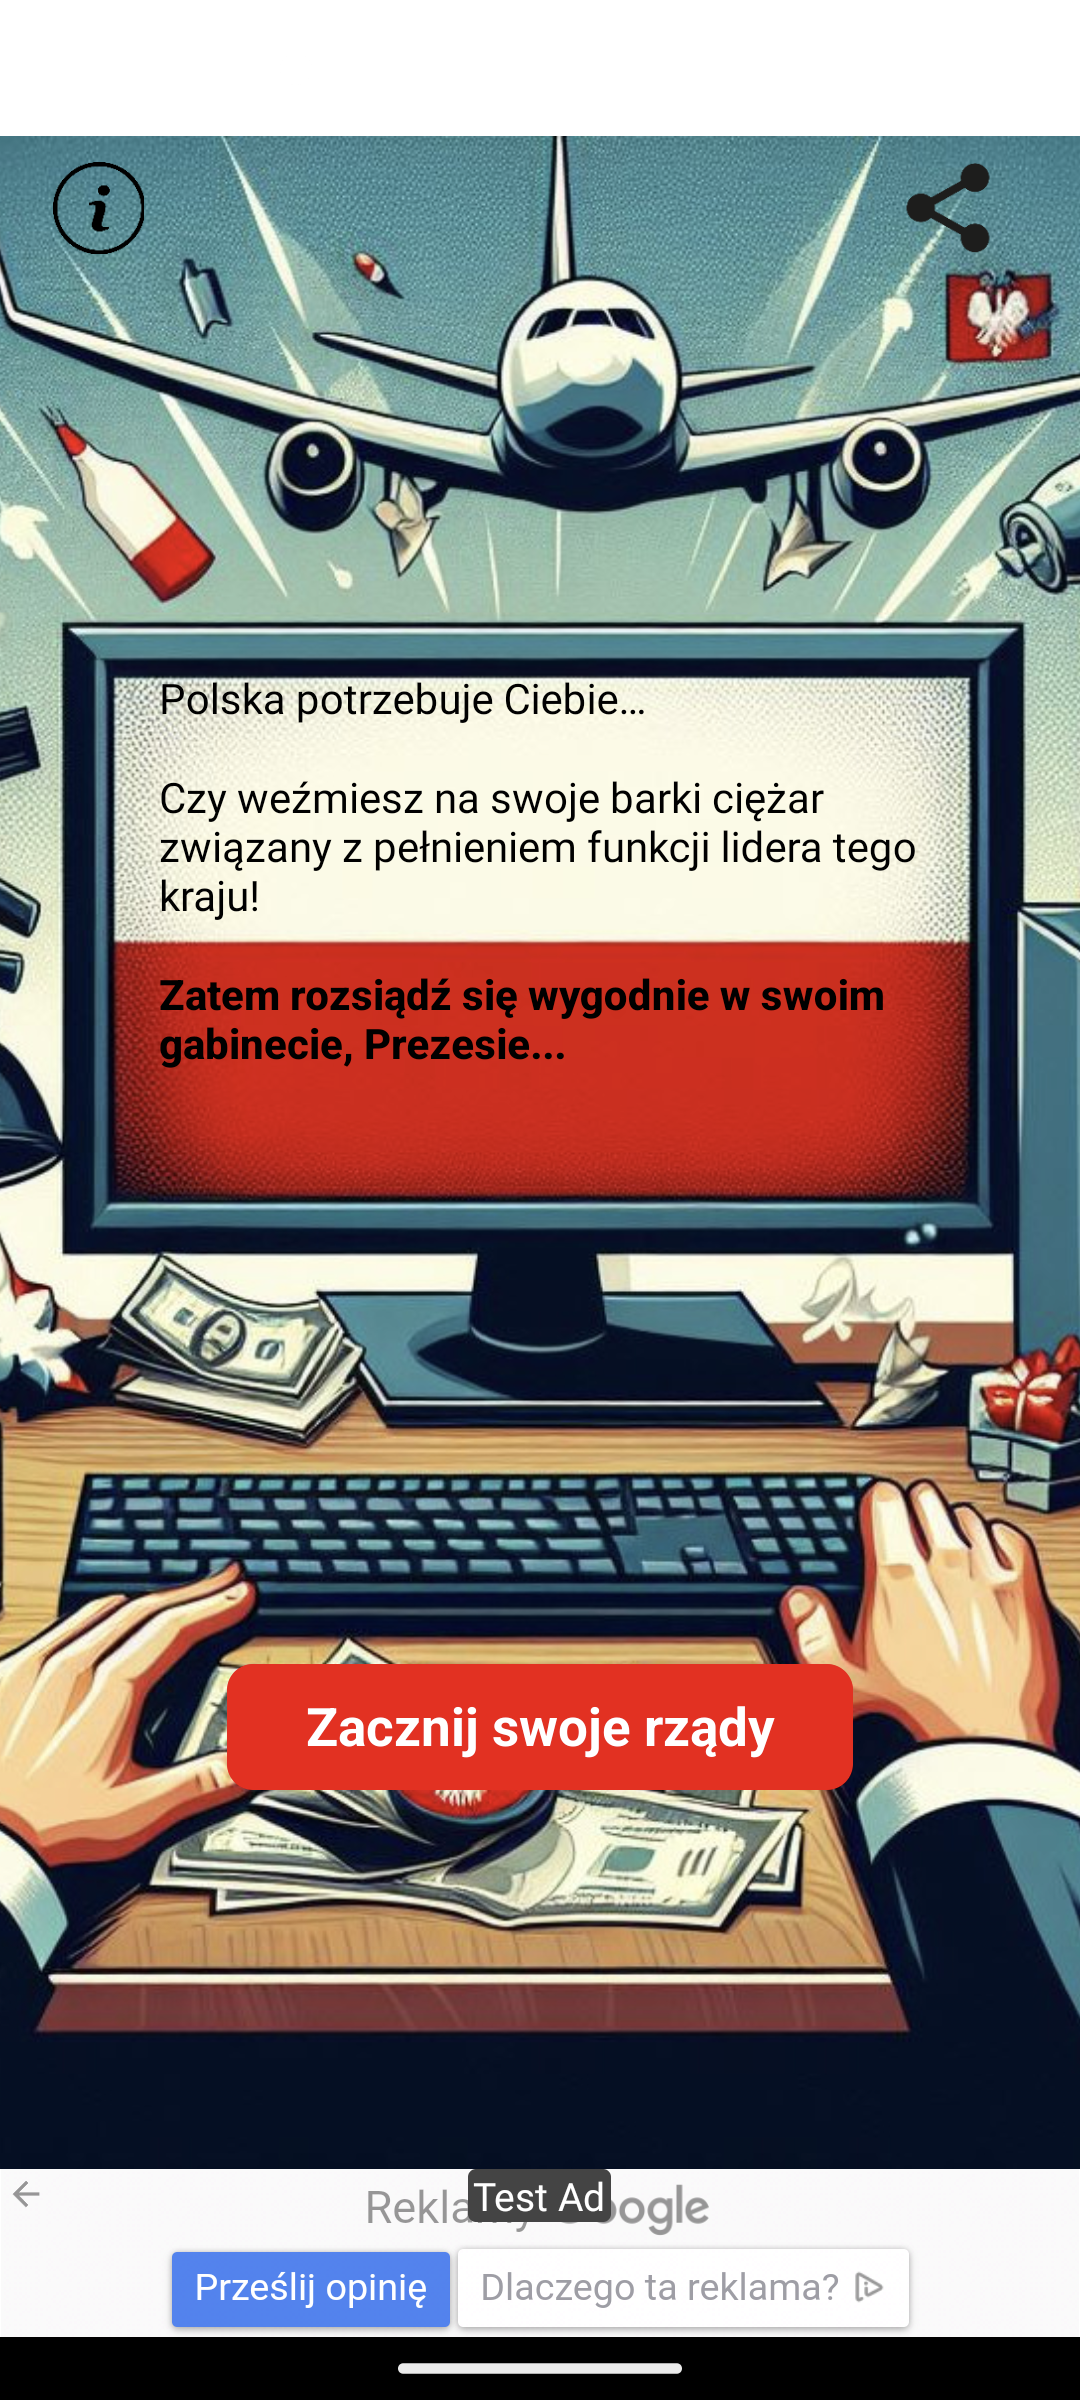 Polska potrzebuje Ciebie…
Czy weźmiesz na swoje barki ciężar
związany z pełnieniem funkcji lidera tego
kraju!
Zatem rozsiądź się wygodnie w swoim
gabinecie, Prezesie...
Zacznij swoje rządy
Test Ad
Prześlij opinię
Dlaczego ta reklama?